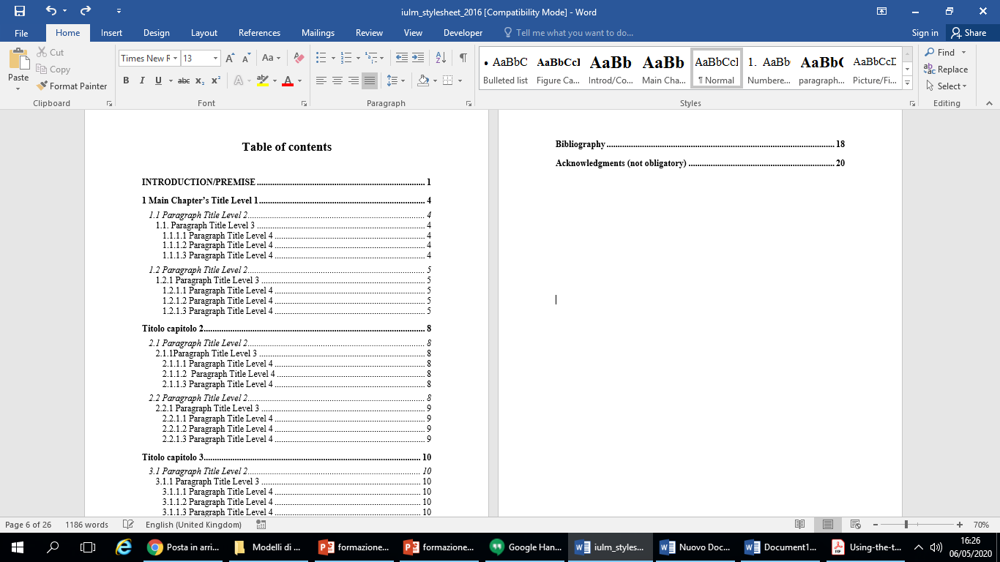 iulm_stylesheet_2016 [Compatibility Mode] - Word
File Home Insert Design Layout References Mailings Review View Developer Tell me what you want to do... Sign in Share
Paste
Cut
Copy
Format Painter
Clipboard
Times New R 13
Aa
B I U abc x₂ x² A ab A
Font
Paragraph
• AaBbC AaBbCcI AaBb AaBb AaBbCcI 1. AaBb AaBbC AaBbCcD
Bulleted list Figure Ca... Introd/Co... Main Cha... ¶ Normal Numbere... paragraph... Picture/Fi...
Styles
Find
Replace
Select
Editing
Table of contents
INTRODUCTION/PREMISE 1
1 Main Chapter’s Title Level 1 4
1.1 Paragraph Title Level 2 4
1.1. Paragraph Title Level 3 4
1.1.1.1 Paragraph Title Level 4 4
1.1.1.2 Paragraph Title Level 4 4
1.1.1.3 Paragraph Title Level 4 4
1.2 Paragraph Title Level 2 5
1.2.1 Paragraph Title Level 3 5
1.2.1.1 Paragraph Title Level 4 5
1.2.1.2 Paragraph Title Level 4 5
1.2.1.3 Paragraph Title Level 4 5
Titolo capitolo 2 8
2.1 Paragraph Title Level 2 8
2.1.1Paragraph Title Level 3 8
2.1.1.1 Paragraph Title Level 4 8
2.1.1.2 Paragraph Title Level 4 8
2.1.1.3 Paragraph Title Level 4 8
2.2 Paragraph Title Level 2 8
2.2.1 Paragraph Title Level 3 9
2.2.1.1 Paragraph Title Level 4 9
2.2.1.2 Paragraph Title Level 4 9
2.2.1.3 Paragraph Title Level 4 9
Titolo capitolo 3 10
3.1 Paragraph Title Level 2 10
3.1.1 Paragraph Title Level 3 10
3.1.1.1 Paragraph Title Level 4 10
3.1.1.2 Paragraph Title Level 4 10
3.1.1.3 Paragraph Title Level 4 10
Bibliography 18
Acknowledgments (not obligatory) 20
Page 6 of 26 1186 words English (United Kingdom) 70%
Posta in arri... Modelli di ... formazione... formazione... Google Han... iulm_styles... Nuovo Doc... Document1... Using-the-t... 16:26
06/05/2020